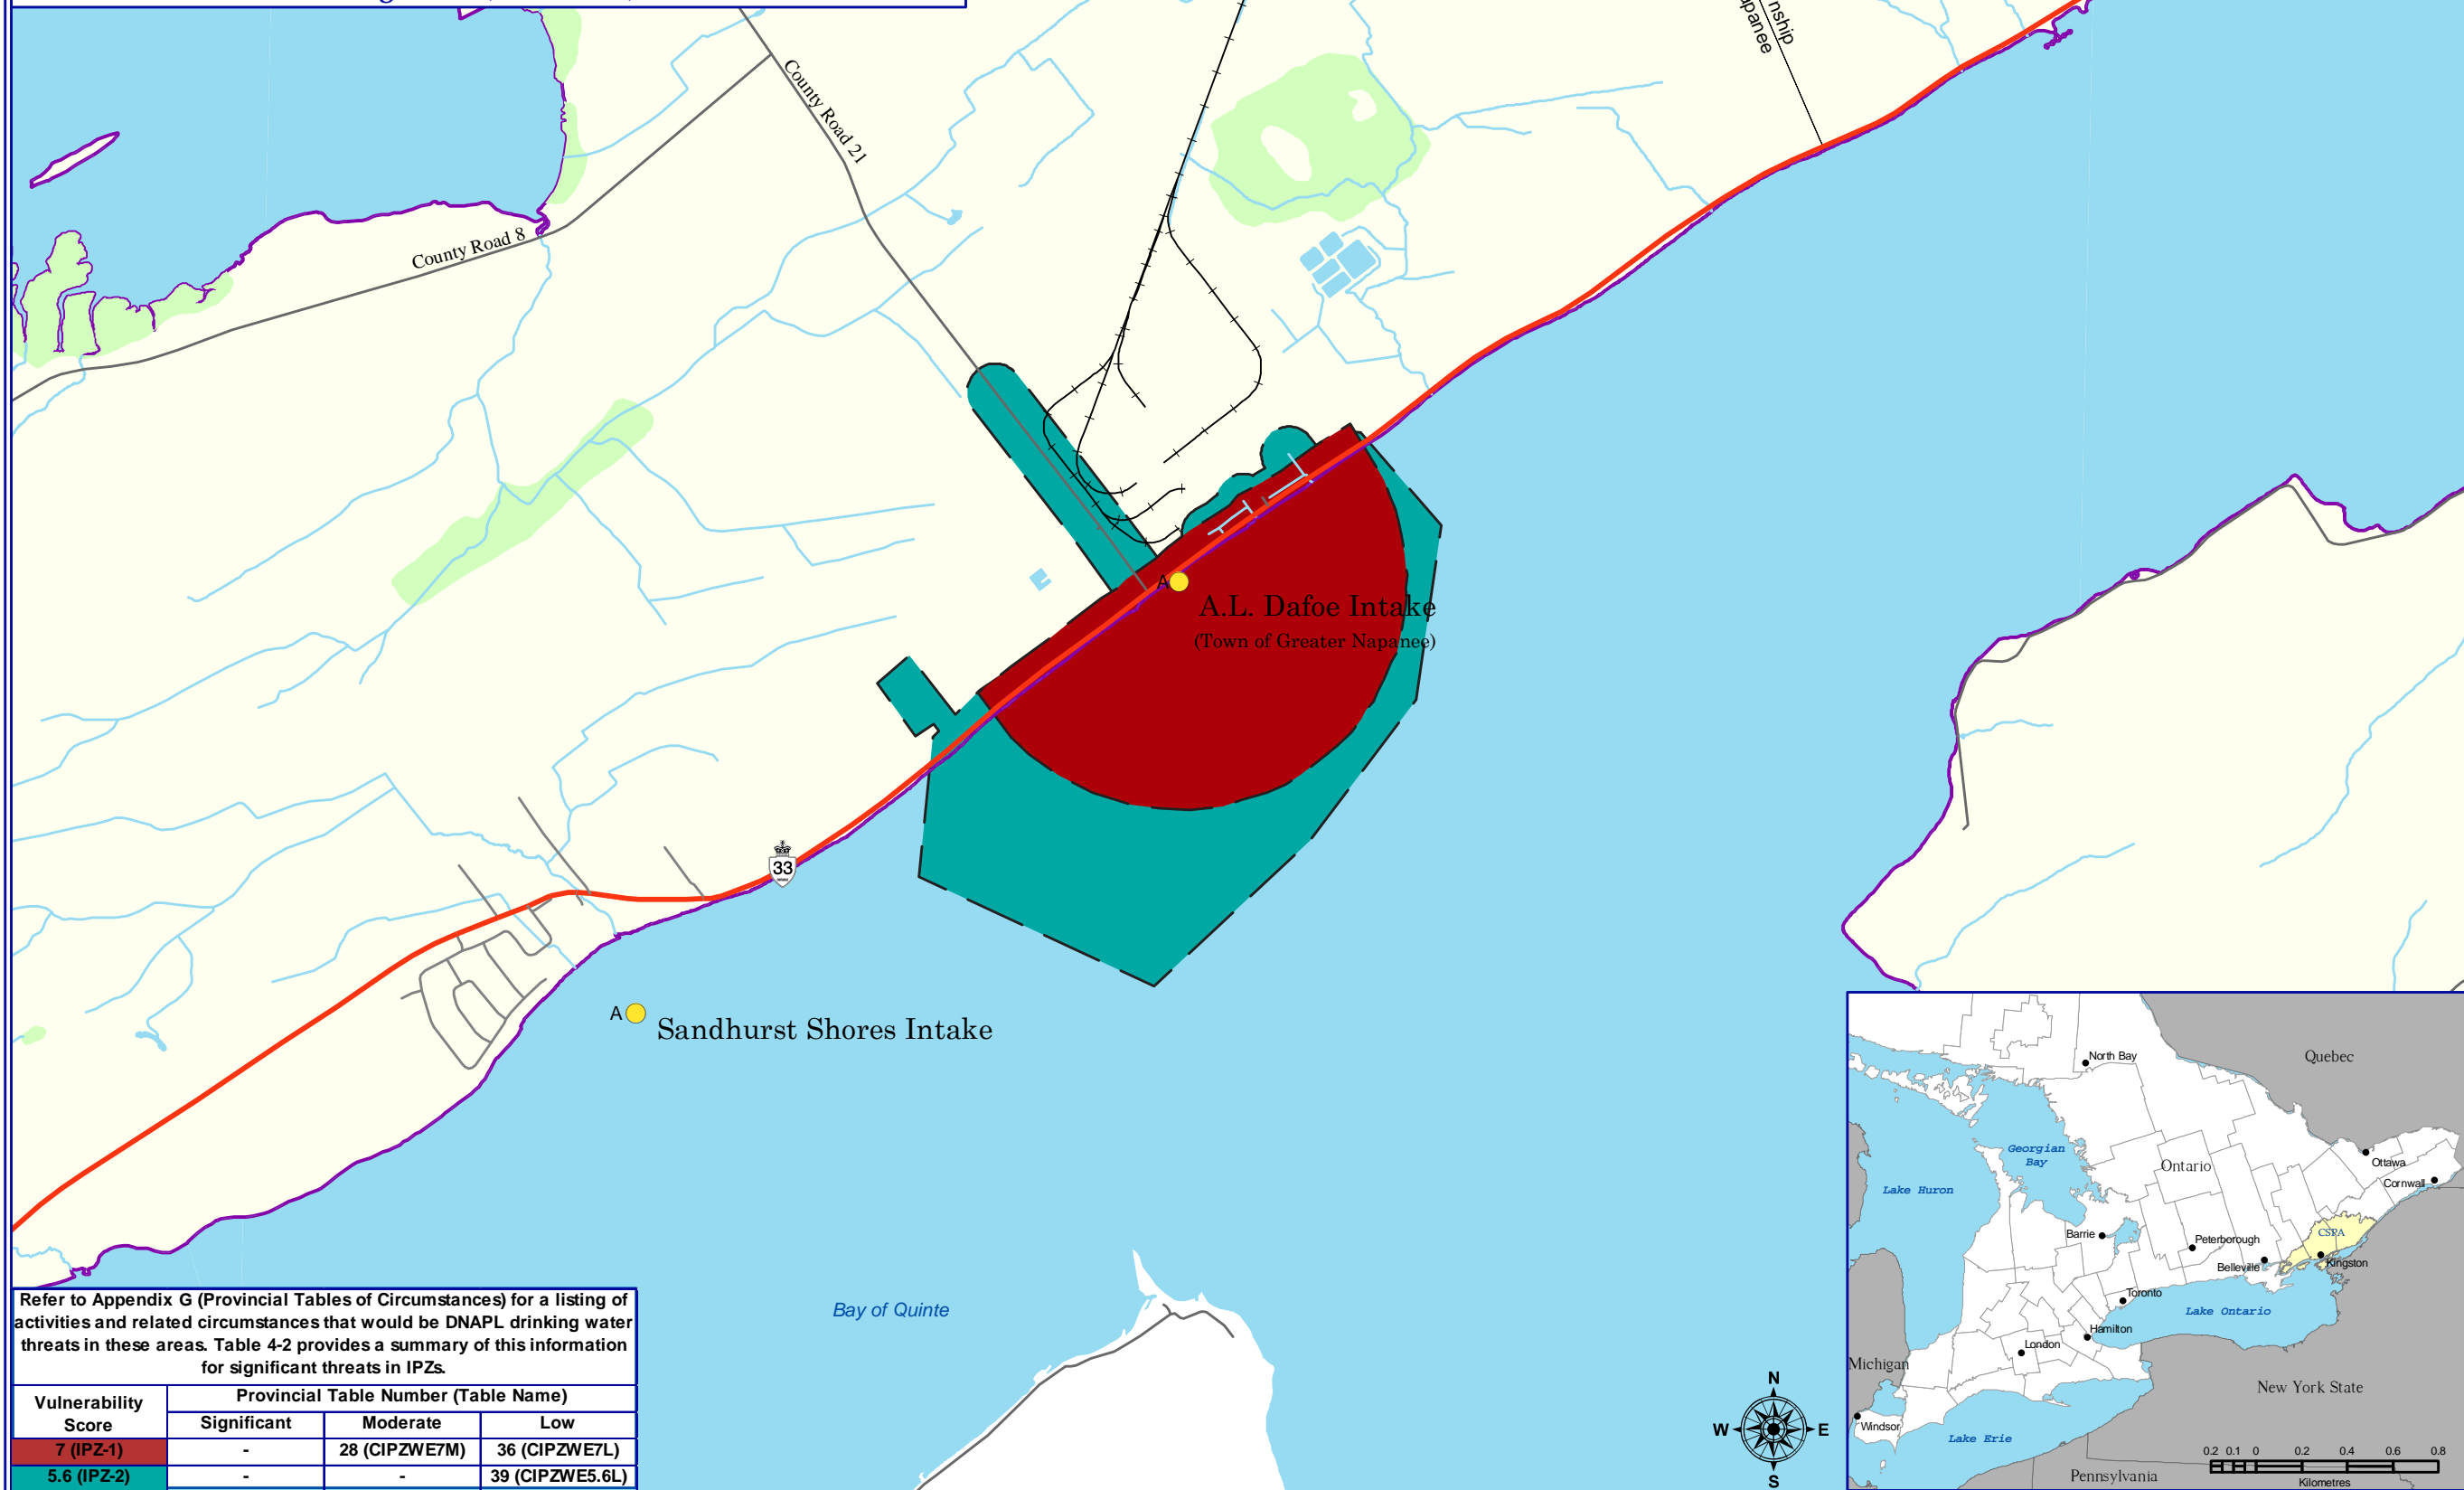 nship
apanee
County Road 21
County Road 8
A
A.L. Dafoe Intake
(Town of Greater Napanee)
33
A
Sandhurst Shores Intake
Bay of Quinte
Refer to Appendix G (Provincial Tables of Circumstances) for a listing of
activities and related circumstances that would be DNAPL drinking water
threats in these areas. Table 4-2 provides a summary of this information
for significant threats in IPZs.
Vulnerability
Score
Provincial Table Number (Table Name)
Significant Moderate Low
7 (IPZ-1) - 28 (CIPZWE7M) 36 (CIPZWE7L)
5.6 (IPZ-2) - - 39 (CIPZWE5.6L)
N
W E
S
North Bay
Quebec
Georgian
Bay
Ontario
Ottawa
Lake Huron
Cornwall
CSPA
Barrie
Peterborough
Belleville
Kingston
Toronto
Lake Ontario
Hamilton
London
Michigan
New York State
Windsor
Lake Erie
Pennsylvania
0.2 0.1 0 0.2 0.4 0.6 0.8
Kilometres